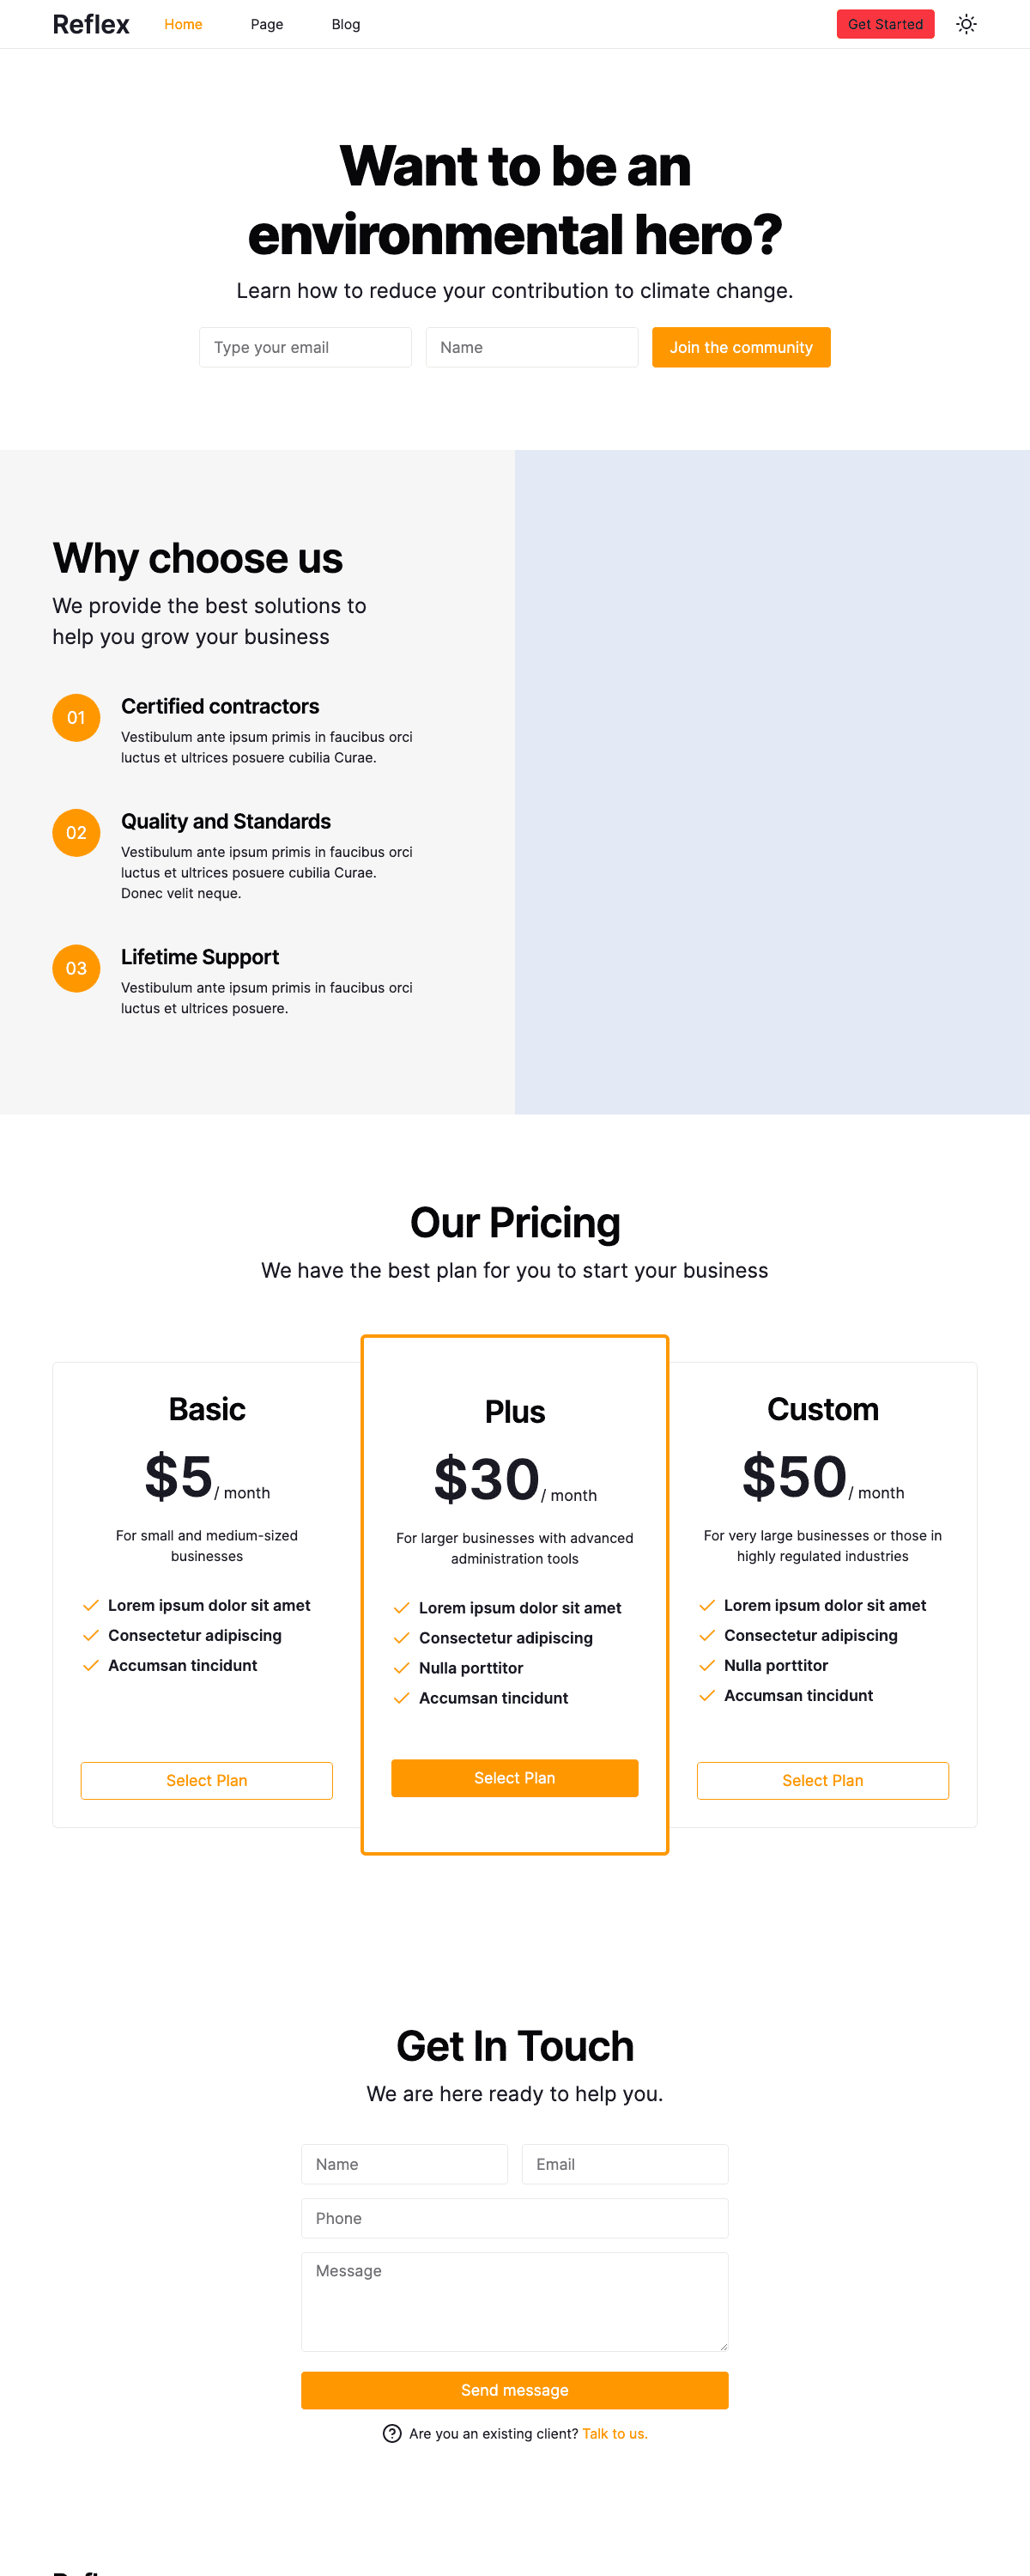 Reflex
Home
Page
Blog
Get Started
Want to be an
environmental hero?
Learn how to reduce your contribution to climate change.
Type your email
Name
Join the community
Why choose us
We provide the best solutions to
help you grow your business
01
Certified contractors
Vestibulum ante ipsum primis in faucibus orci
luctus et ultrices posuere cubilia Curae.
02
Quality and Standards
Vestibulum ante ipsum primis in faucibus orci
luctus et ultrices posuere cubilia Curae.
Donec velit neque.
03
Lifetime Support
Vestibulum ante ipsum primis in faucibus orci
luctus et ultrices posuere.
Our Pricing
We have the best plan for you to start your business
Basic
$5/ month
For small and medium-sized
businesses
Lorem ipsum dolor sit amet
Consectetur adipiscing
Accumsan tincidunt
Select Plan
Plus
$30/ month
For larger businesses with advanced
administration tools
Lorem ipsum dolor sit amet
Consectetur adipiscing
Nulla porttitor
Accumsan tincidunt
Select Plan
Custom
$50/ month
For very large businesses or those in
highly regulated industries
Lorem ipsum dolor sit amet
Consectetur adipiscing
Nulla porttitor
Accumsan tincidunt
Select Plan
Get In Touch
We are here ready to help you.
Name
Email
Phone
Message
Send message
Are you an existing client? Talk to us.